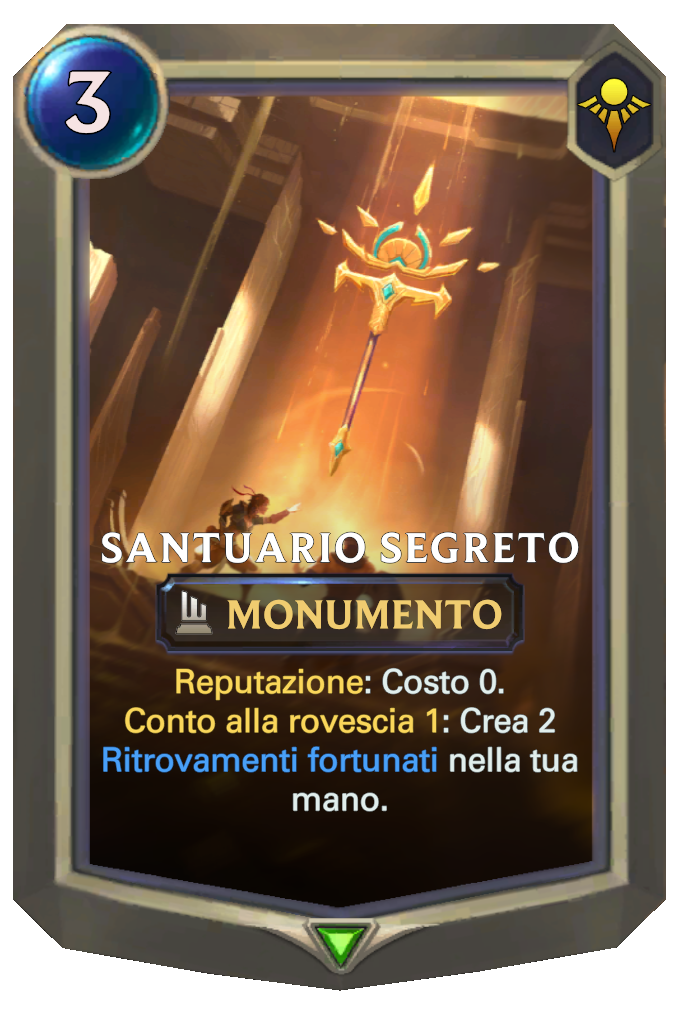 3
SANTUARIO SEGRETO
MONUMENTO
Reputazione: Costo 0.
Conto alla rovescia 1: Crea 2
Ritrovamenti fortunati nella tua
mano.